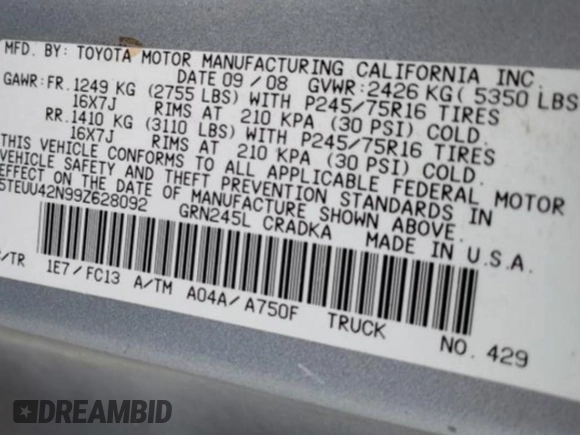 MFD. BY: TOYOTA MOTOR MANUFACTURING CALIFORNIA INC.
DATE 09 / 08 GVWR:2426 KG( 5350 LBS
GAWR:FR.1249 KG (2755 LBS) WITH P245/75R16 TIRES
16X7J RIMS AT 210 KPA (30 PSI) COLD.
RR.1410 KG (3110 LBS) WITH P245/75R16 TIRES
16X7J RIMS AT 210 KPA (30 PSI) COLD.
THIS VEHICLE CONFORMS TO ALL APPLICABLE FEDERAL MOTOR
VEHICLE SAFETY AND THEFT PREVENTION STANDARDS IN
EFFECT ON THE DATE OF MANUFACTURE SHOWN ABOVE.
5TEUU42N99Z628092 GRN245L CRADKA MADE IN U.S.A.
/TR 1E7/FC13 A/TM A04A/A750F TRUCK NO. 429
DREAMBID